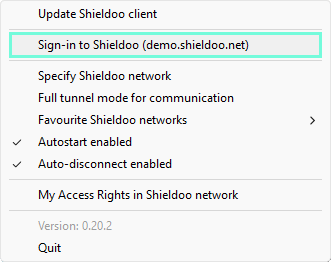 Update Shieldoo client
Sign-in to Shieldoo (demo.shieldoo.net)
Specify Shieldoo network
Full tunnel mode for communication
Favourite Shieldoo networks
Autostart enabled
Auto-disconnect enabled
My Access Rights in Shieldoo network
Version: 0.20.2
Quit